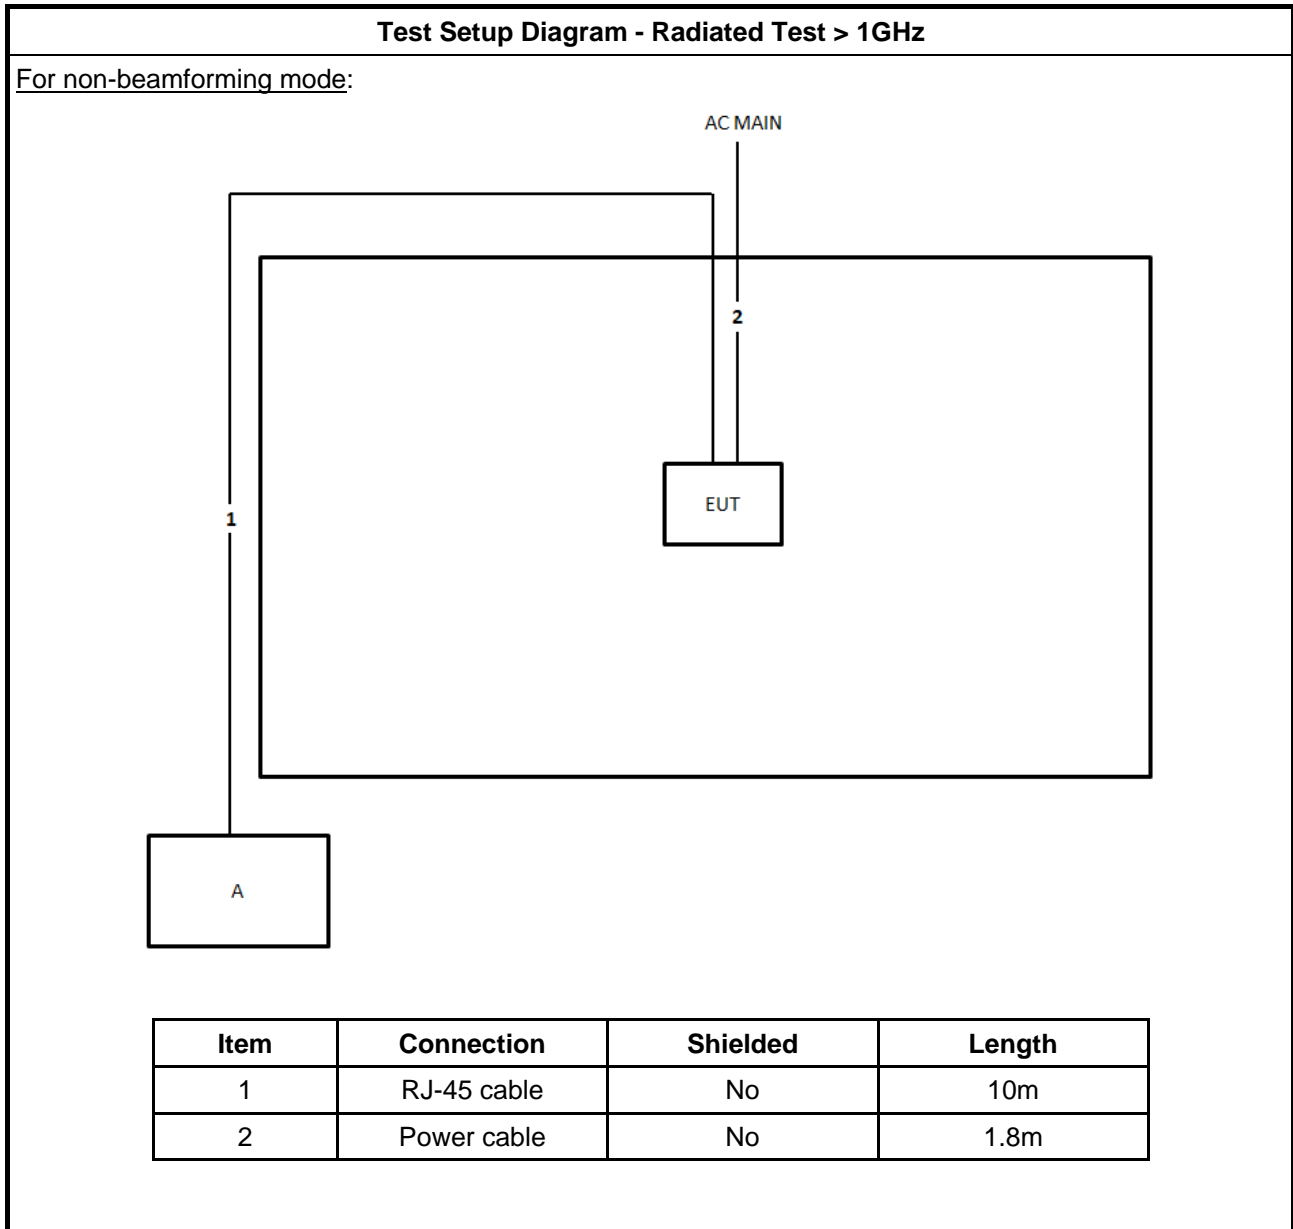 Test Setup Diagram - Radiated Test > 1GHz
For non-beamforming mode:
AC MAIN
2
EUT
1
A
Item Connection Shielded Length
1 RJ-45 cable No 10m
2 Power cable No 1.8m